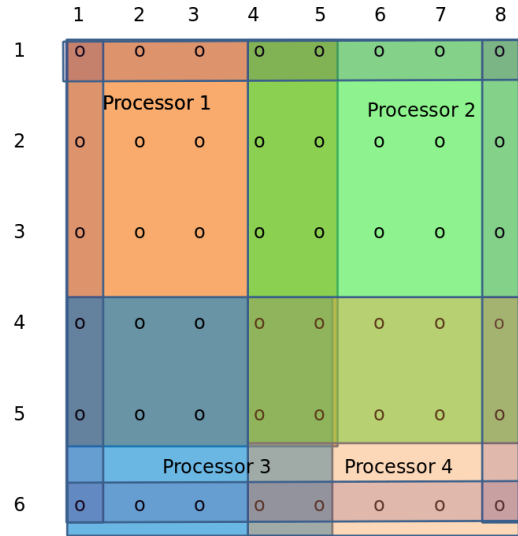 1 2 3 4 5 6 7 8
1 o o o o o o o o
Processor 1 Processor 2
2 o o o o o o o o
3 o o o o o o o o
4 o o o o o o o o
5 o o o o o o o o
Processor 3 Processor 4
6 o o o o o o o o